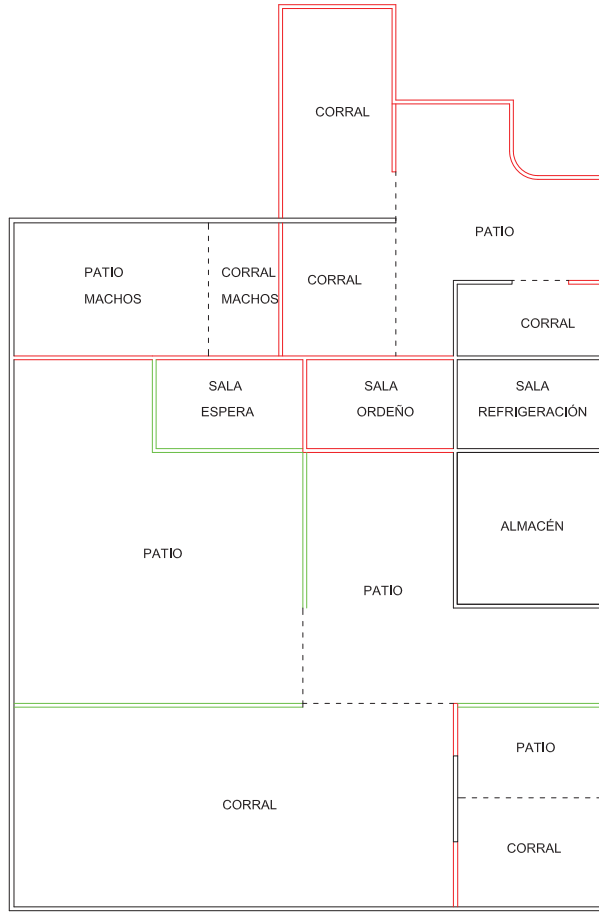 CORRAL
PATIO
PATIO
MACHOS
CORRAL
MACHOS
CORRAL
CORRAL
SALA
ESPERA
SALA
ORDEÑO
SALA
REFRIGERACIÓN
ALMACÉN
PATIO
PATIO
PATIO
CORRAL
CORRAL